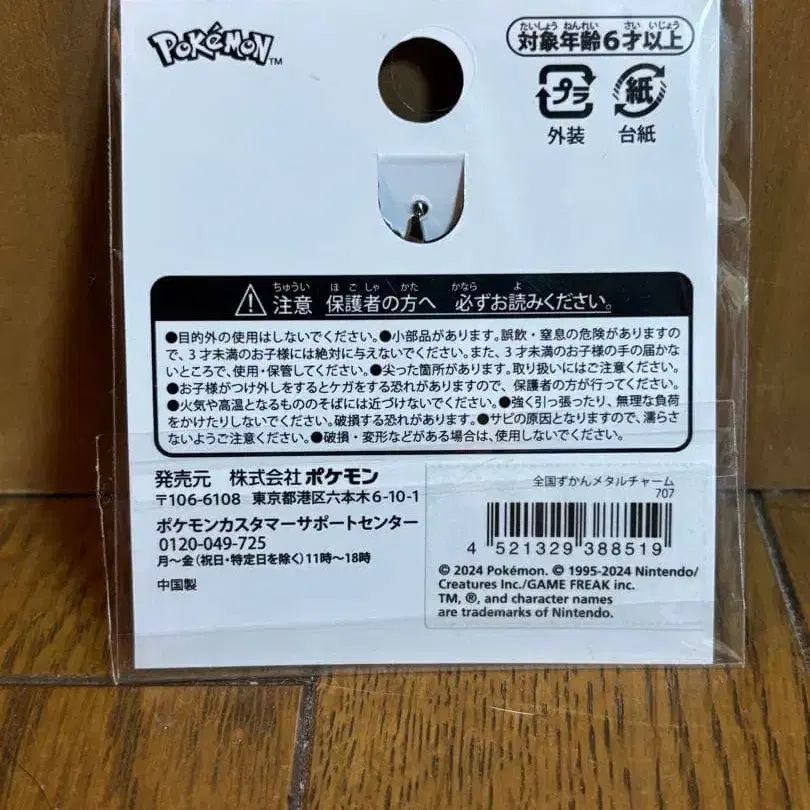 POKéMON™
たいしょう ねんれい さい いじょう
対象年齢6才以上
プラ
紙
外装
台紙
ちゅうい ほごしゃ かた かなら よ
注意 保護者の方へ 必ずお読みください。
●目的外の使用はしないでください。●小部品があります。誤飲・窒息の危険がありますの
で、3才未満のお子様には絶対に与えないでください。また、3才未満のお子様の手の届かな
いところで、使用・保管してください。●尖った箇所があります。取り扱いにはご注意ください。
●お子様がつけ外しをするとケガをする恐れがありますので、保護者の方が行ってください。
●火気や高温となるもののそばには近づけないでください。●強く引っ張ったり、無理な負荷
をかけたりしないでください。破損する恐れがあります。●サビの原因となりますので、濡らさ
ないようご注意ください。●破損・変形などがある場合は、使用しないでください。
発売元 株式会社ポケモン
〒106-6108 東京都港区六本木6-10-1
ポケモンカスタマーサポートセンター
0120-049-725
月～金(祝日・特定日を除く)11時～18時
中国製
全国ずかんメタルチャーム
707
4 521329 388519
© 2024 Pokémon. © 1995-2024 Nintendo/
Creatures Inc./GAME FREAK inc.
TM, ®, and character names
are trademarks of Nintendo.